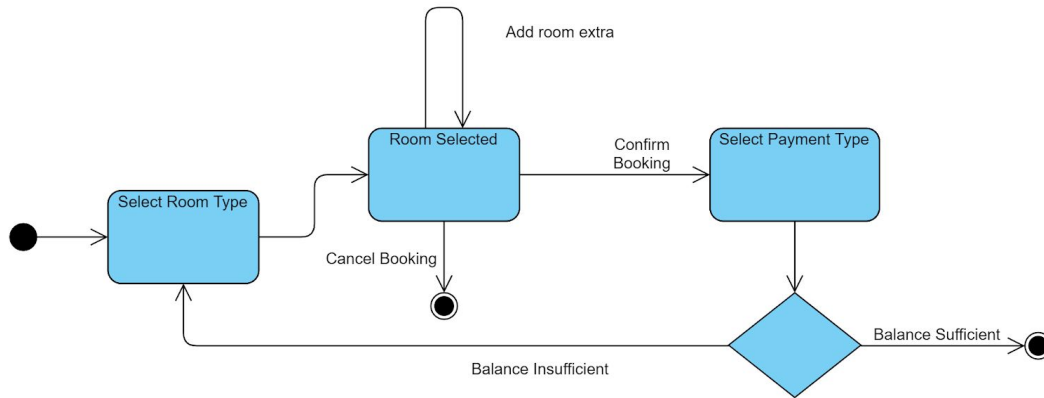 Add room extra
Room Selected
Confirm
Booking
Select Payment Type
Select Room Type
Cancel Booking
Balance Sufficient
Balance Insufficient